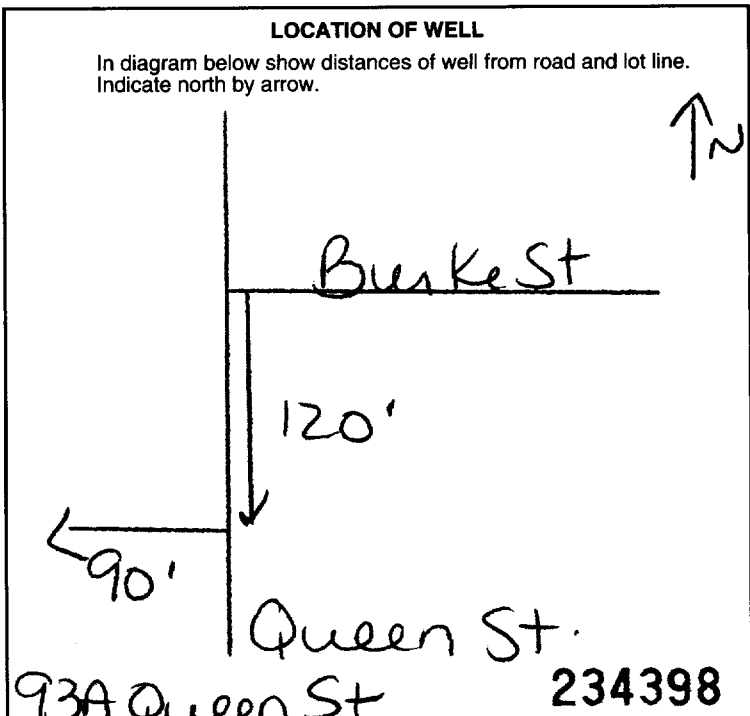 LOCATION OF WELL
In diagram below show distances of well from road and lot line.
Indicate north by arrow.
N
Burke St
120'
90'
Queen St.
93A Queen St
234398